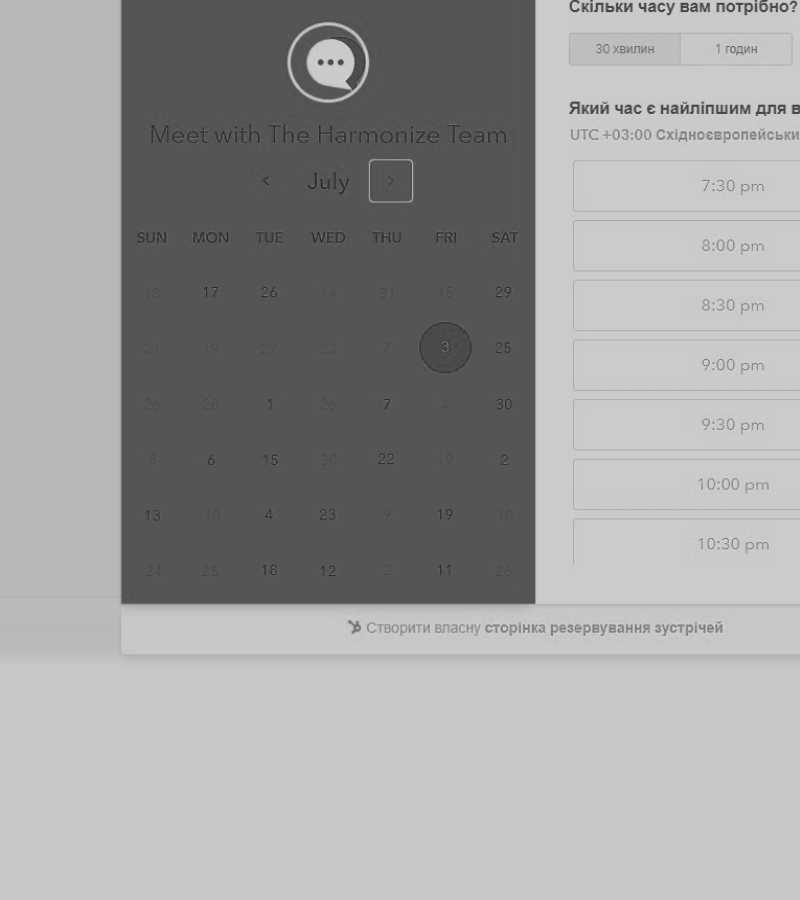 Скільки часу вам потрібно?
30 хвилин 1 годин
Meet with The Harmonize Team
Який час є найліпшим для в
UTC +03:00 Східноєвропейськи
July
SUN MON TUE WED THU FRI SAT
18 17 26 14 31 15 29
21 19 27 22 7 3 25
26 28 1 26 7 4 30
8 6 15 30 22 19 2
13 10 4 23 9 19 10
24 25 18 12 2 11 26
7:30 pm
8:00 pm
8:30 pm
9:00 pm
9:30 pm
10:00 pm
10:30 pm
Створити власну сторінка резервування зустрічей